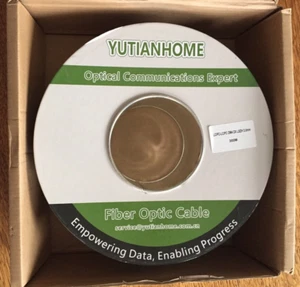 YUTIANHOME
Optical Communications Expert
Fiber Optic Cable
service@yutianhome.com.cn
Empowering Data, Enabling Progress